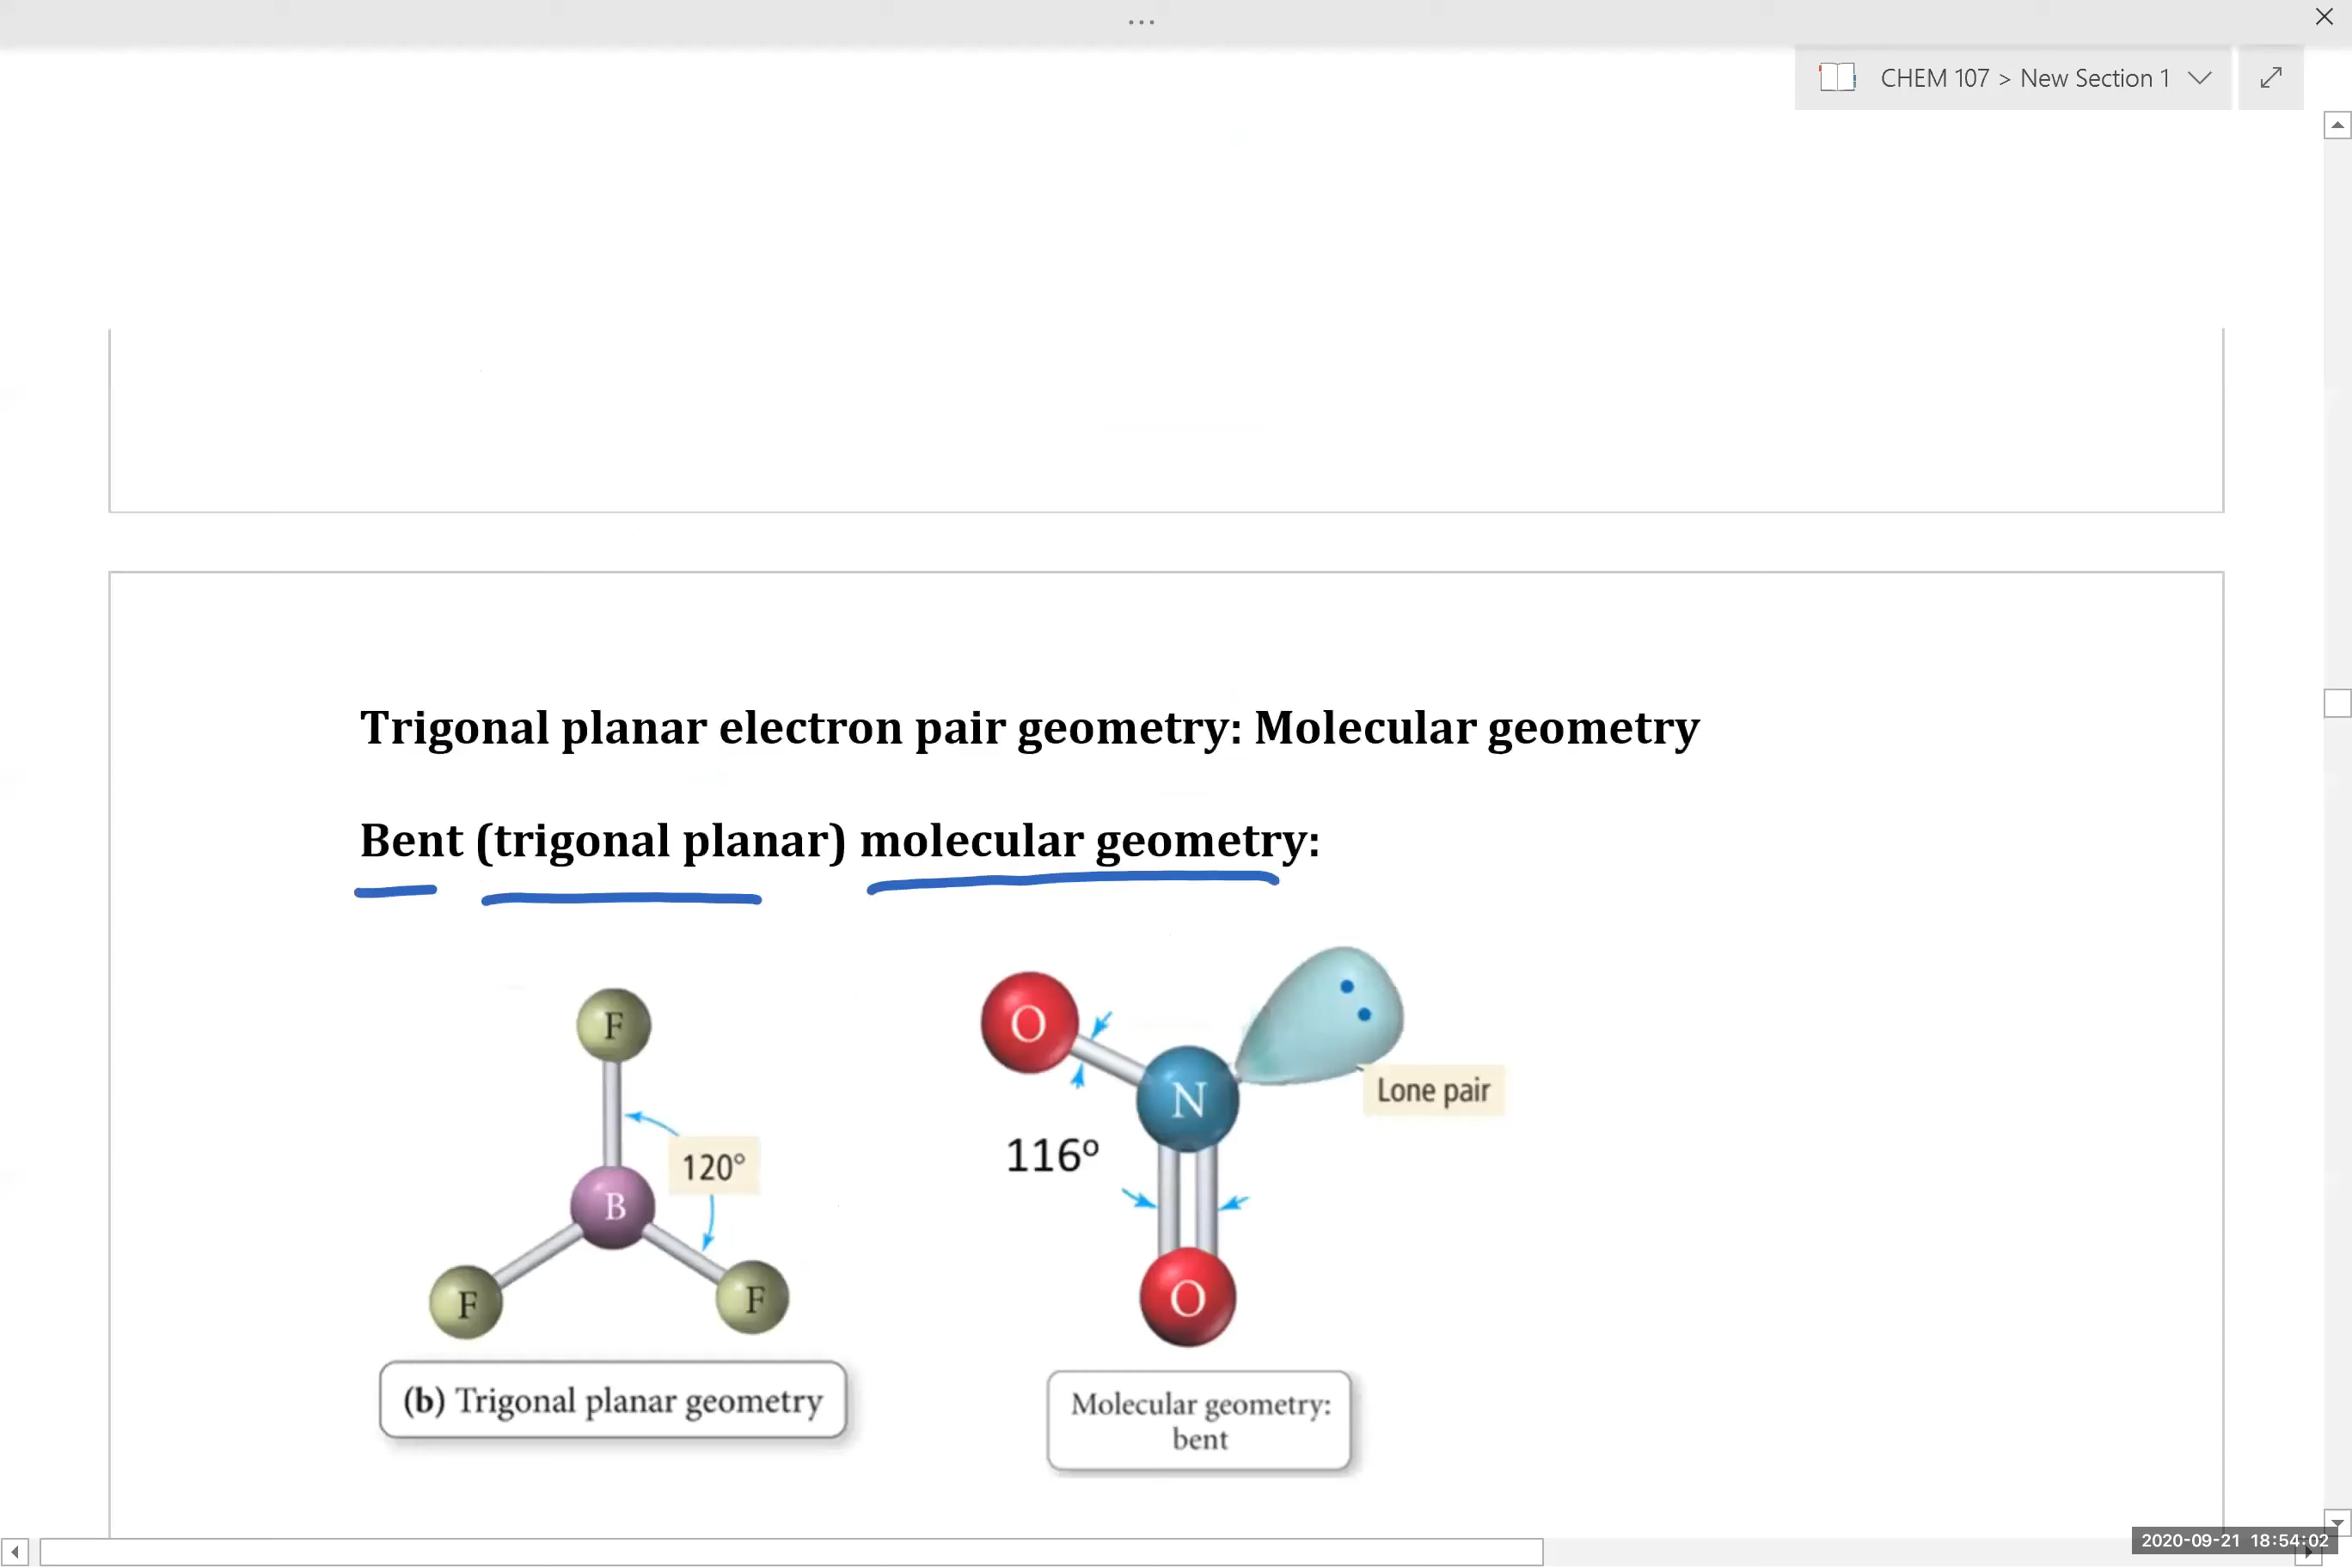 CHEM 107 > New Section 1
Trigonal planar electron pair geometry: Molecular geometry
Bent (trigonal planar) molecular geometry:
F
B
F
F
120°
(b) Trigonal planar geometry
O
N
O
116º
Lone pair
Molecular geometry:
bent
2020-09-21 18:54:02